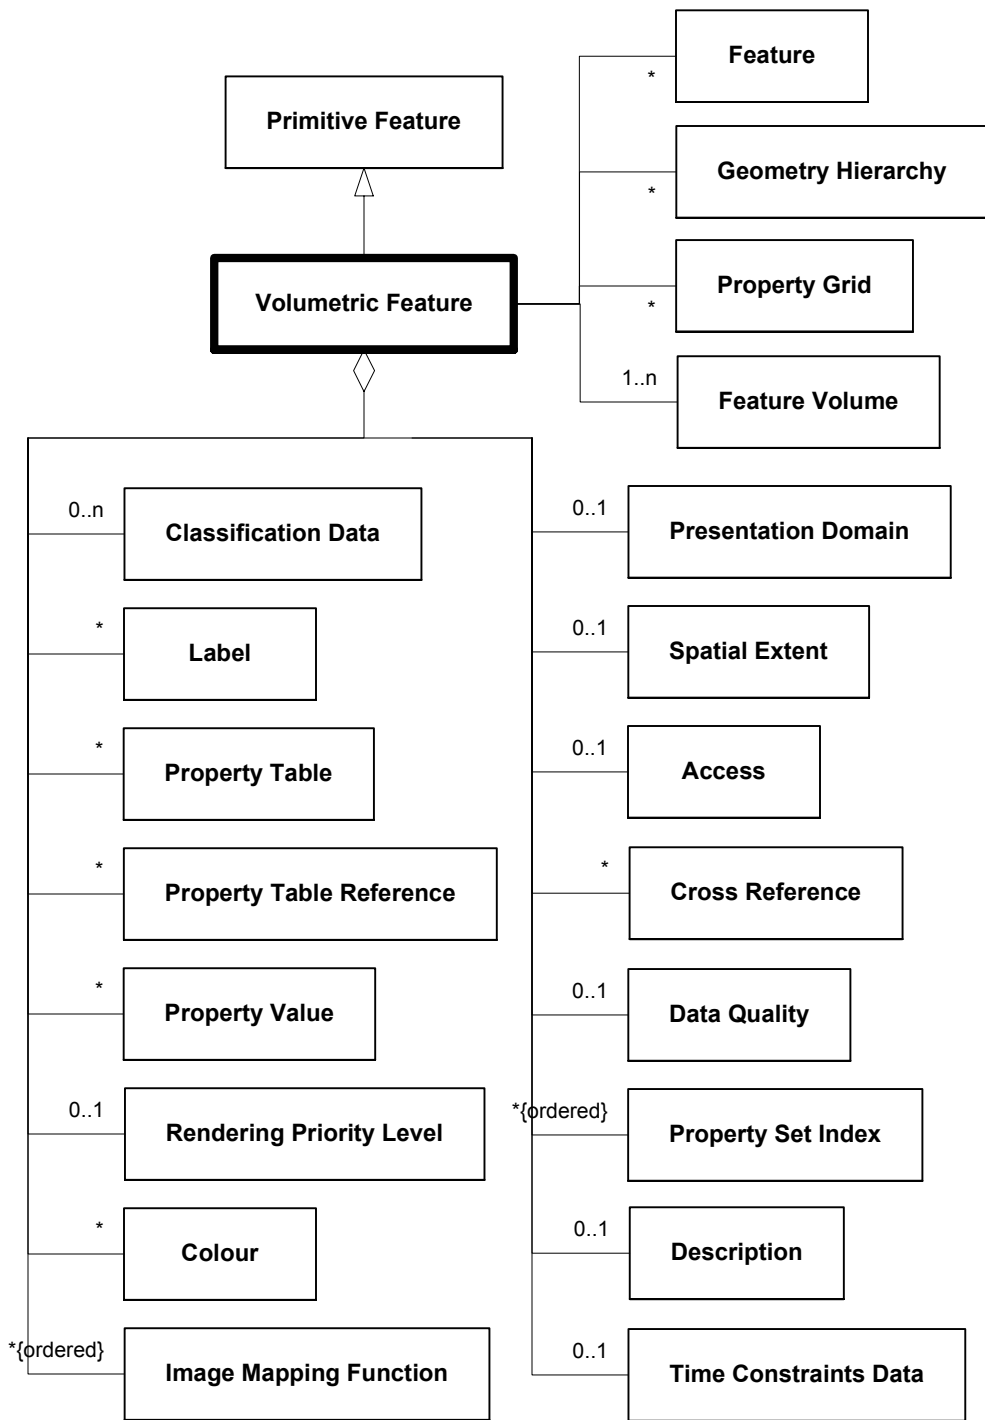 Feature
*
Primitive Feature
Geometry Hierarchy
*
Volumetric Feature
Property Grid
*
1..n
Feature Volume
0..n
Classification Data
0..1
Presentation Domain
*
Label
0..1
Spatial Extent
*
Property Table
0..1
Access
*
Property Table Reference
*
Cross Reference
*
Property Value
0..1
Data Quality
0..1
Rendering Priority Level
*{ordered}
Property Set Index
*
Colour
0..1
Description
*{ordered}
Image Mapping Function
0..1
Time Constraints Data